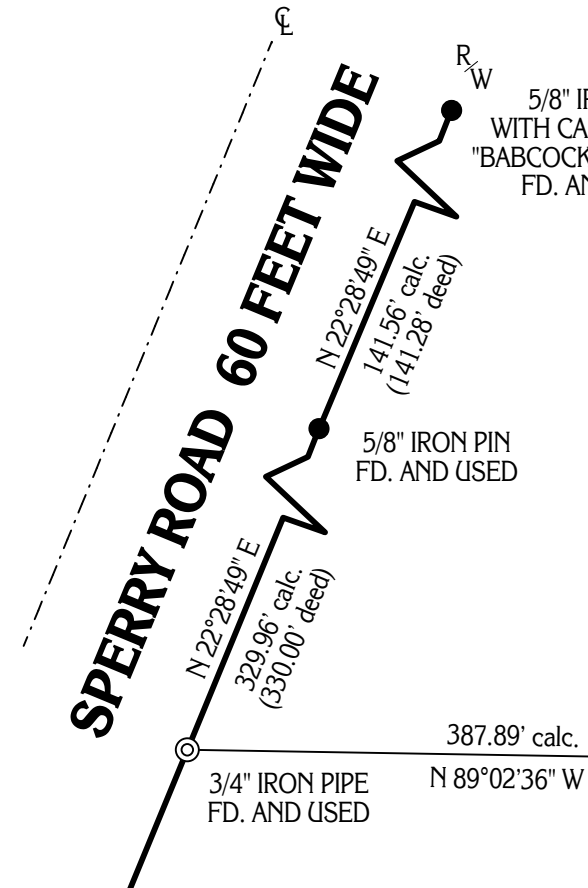 ℄
R/W
5/8" I
WITH CA
"BABCOCK
FD. AN
SPERRY ROAD 60 FEET WIDE
N 22°28'49" E
141.56' calc.
(141.28' deed)
5/8" IRON PIN
FD. AND USED
N 22°28'49" E
329.96' calc.
(330.00' deed)
387.89' calc.
N 89°02'36" W
3/4" IRON PIPE
FD. AND USED